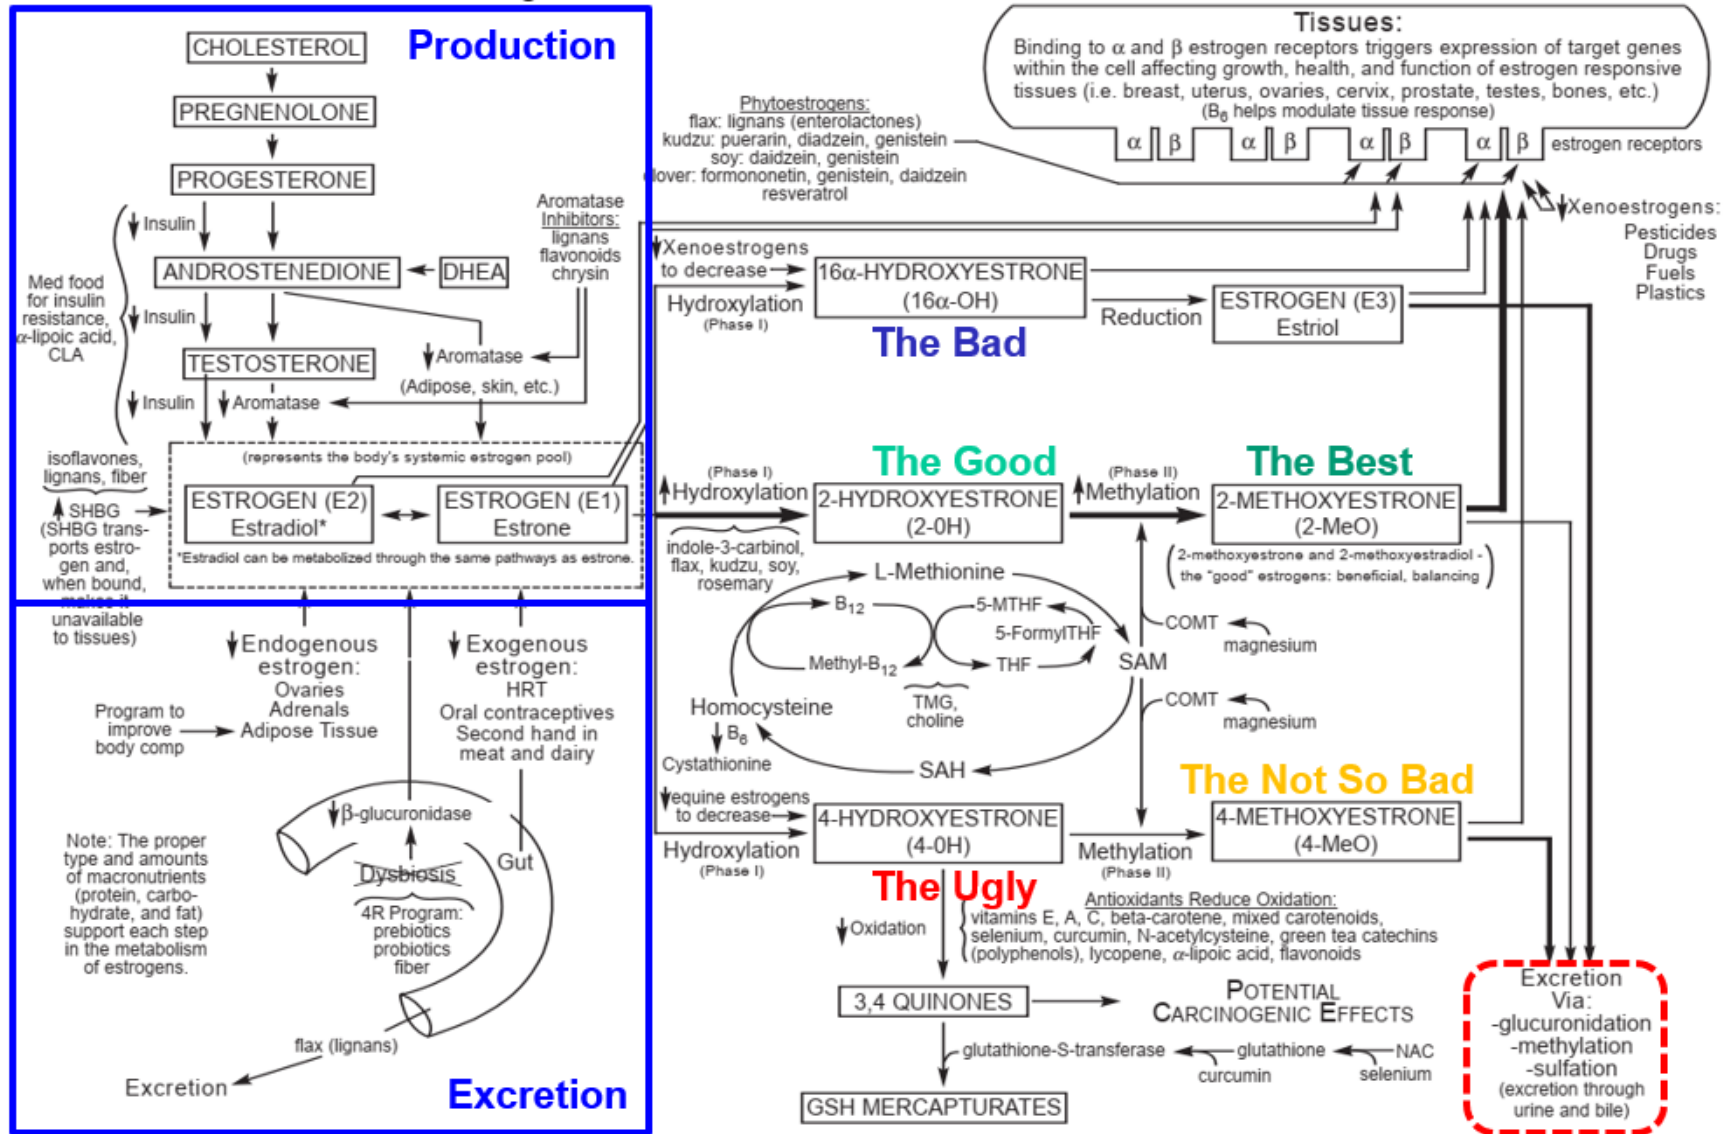 Production
CHOLESTEROL
PREGNENOLONE
PROGESTERONE
Insulin
ANDROSTENEDIONE
DHEA
Med food
for insulin
resistance,
α-lipoic acid,
CLA
Insulin
TESTOSTERONE
Insulin
Aromatase
Aromatase
(Adipose, skin, etc.)
Aromatase
Inhibitors:
lignans
flavonoids
chrysin
isoflavones,
lignans, fiber
SHBG
(SHBG trans-
ports estro-
gen and,
when bound,
makes it
unavailable
to tissues)
(represents the body's systemic estrogen pool)
ESTROGEN (E2)
Estradiol*
ESTROGEN (E1)
Estrone
*Estradiol can be metabolized through the same pathways as estrone.
Endogenous
estrogen:
Ovaries
Adrenals
Adipose Tissue
Program to
improve
body comp
Exogenous
estrogen:
HRT
Oral contraceptives
Second hand in
meat and dairy
β-glucuronidase
Dysbiosis
4R Program:
prebiotics
probiotics
fiber
Gut
Note: The proper
type and amounts
of macronutrients
(protein, carbo-
hydrate, and fat)
support each step
in the metabolism
of estrogens.
flax (lignans)
Excretion
Excretion
Tissues:
Binding to α and β estrogen receptors triggers expression of target genes
within the cell affecting growth, health, and function of estrogen responsive
tissues (i.e. breast, uterus, ovaries, cervix, prostate, testes, bones, etc.)
(B6 helps modulate tissue response)
α β α β α β α β estrogen receptors
Phytoestrogens:
flax: lignans (enterolactones)
kudzu: puerarin, diadzein, genistein
soy: daidzein, genistein
clover: formononetin, genistein, daidzein
resveratrol
Xenoestrogens:
Pesticides
Drugs
Fuels
Plastics
Xenoestrogens
to decrease
Hydroxylation
(Phase I)
16α-HYDROXYESTRONE
(16α-OH)
The Bad
Reduction
ESTROGEN (E3)
Estriol
(Phase I)
Hydroxylation
indole-3-carbinol,
flax, kudzu, soy,
rosemary
The Good
2-HYDROXYESTRONE
(2-0H)
(Phase II)
Methylation
The Best
2-METHOXYESTRONE
(2-MeO)
(2-methoxyestrone and 2-methoxyestradiol -
the "good" estrogens: beneficial, balancing)
L-Methionine
B12
5-MTHF
5-FormylTHF
Methyl-B12
THF
SAM
COMT
magnesium
TMG,
choline
Homocysteine
B6
Cystathionine
SAH
COMT
magnesium
equine estrogens
to decrease
Hydroxylation
(Phase I)
4-HYDROXYESTRONE
(4-0H)
The Ugly
Methylation
(Phase II)
The Not So Bad
4-METHOXYESTRONE
(4-MeO)
Oxidation
Antioxidants Reduce Oxidation:
vitamins E, A, C, beta-carotene, mixed carotenoids,
selenium, curcumin, N-acetylcysteine, green tea catechins
(polyphenols), lycopene, α-lipoic acid, flavonoids
3,4 QUINONES
POTENTIAL
CARCINOGENIC EFFECTS
glutathione-S-transferase
glutathione
NAC
curcumin
selenium
GSH MERCAPTURATES
Excretion
Via:
-glucuronidation
-methylation
-sulfation
(excretion through
urine and bile)